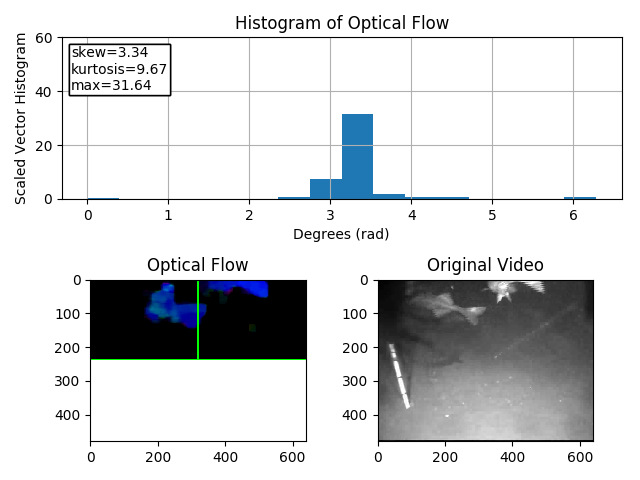 Histogram of Optical Flow
Scaled Vector Histogram
60
40
20
0
skew=3.34
kurtosis=9.67
max=31.64
0 1 2 3 4 5 6
Degrees (rad)
Optical Flow
0
100
200
300
400
0 200 400 600
Original Video
0
100
200
300
400
0 200 400 600